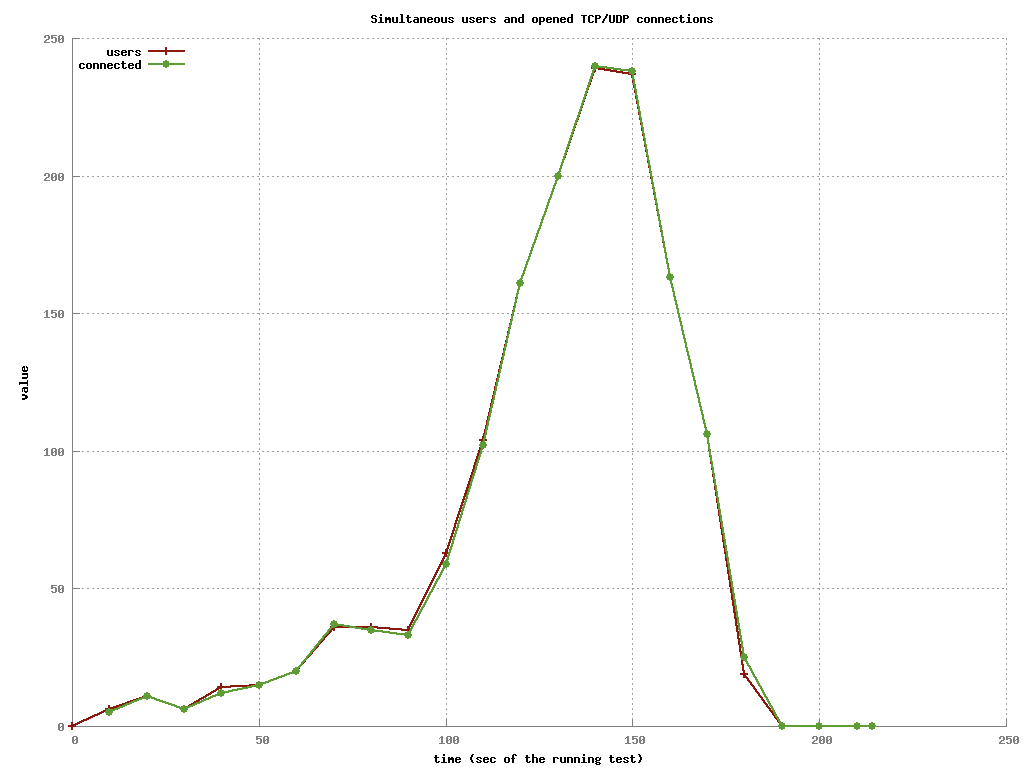 Simultaneous users and opened TCP/UDP connections
250
users
connected
200
150
value
100
50
0
0 50 100 150 200 250
time (sec of the running test)